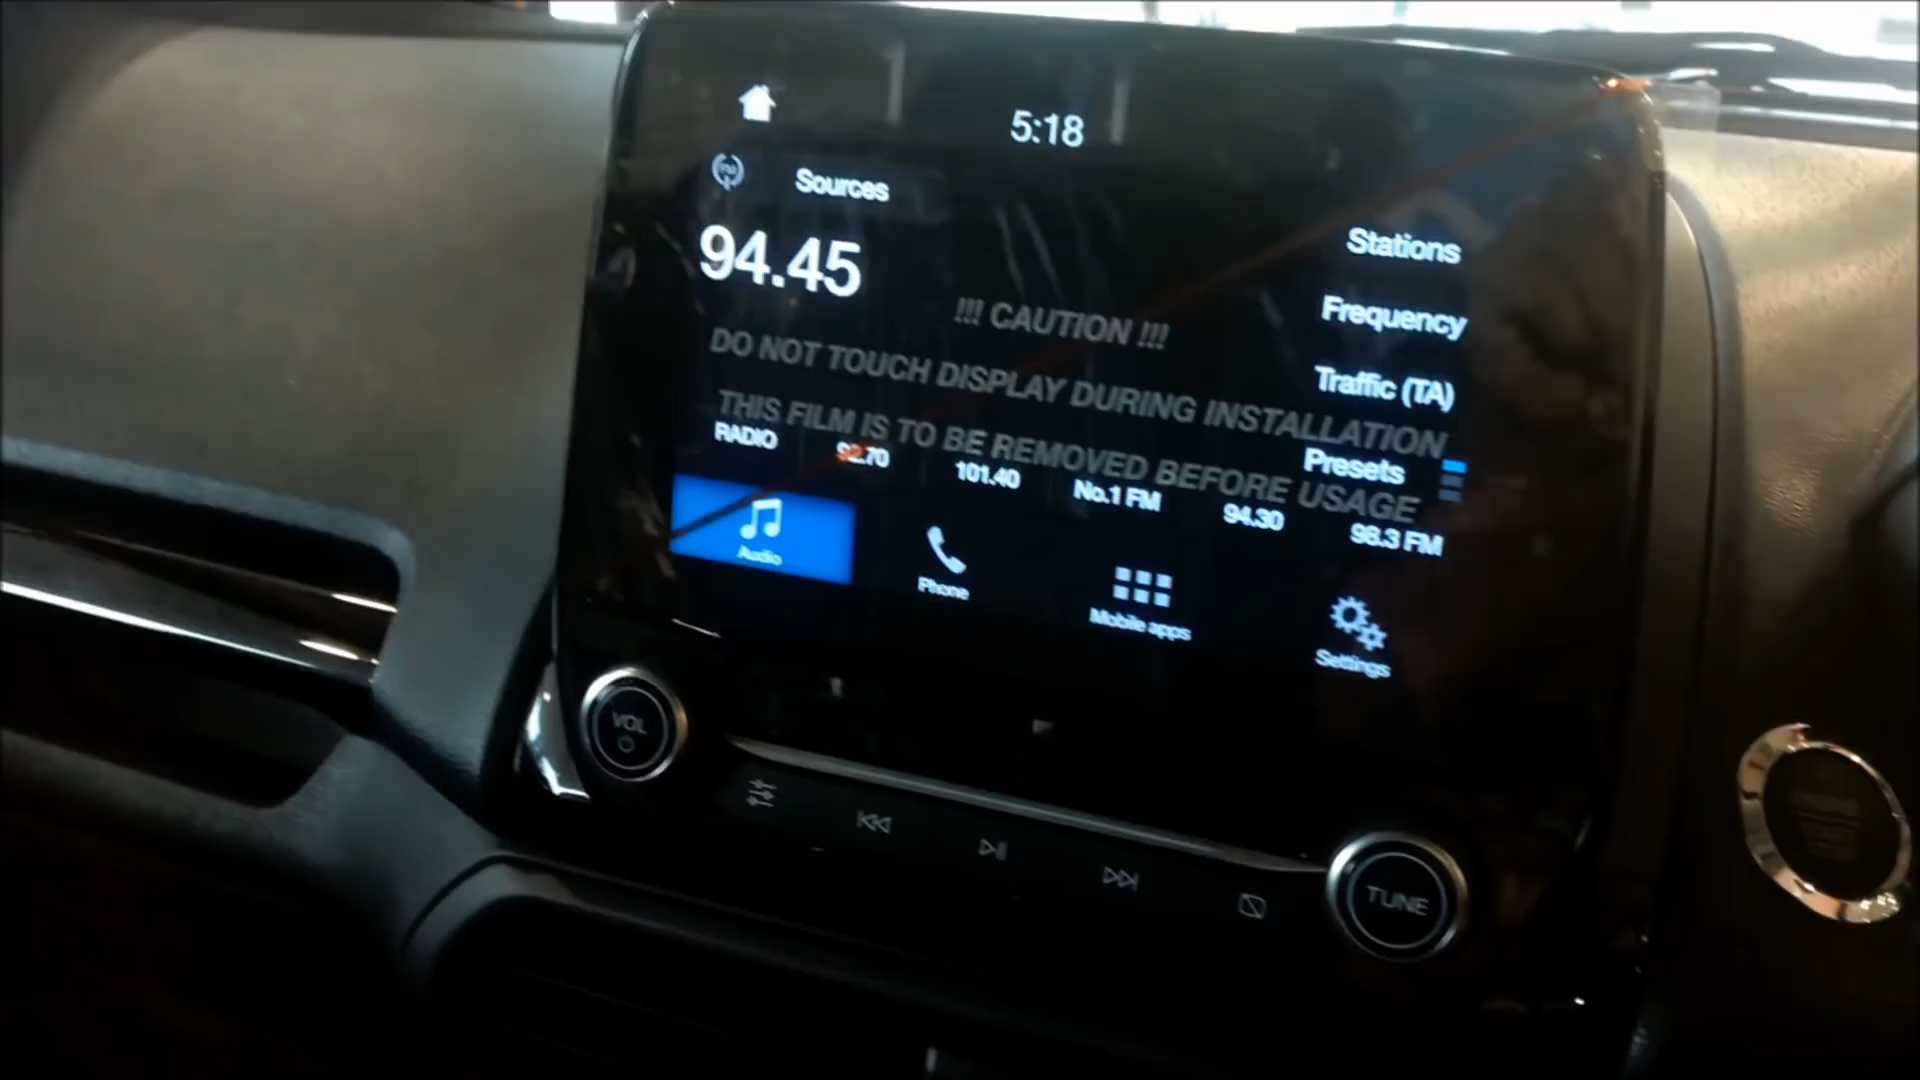 5:18
Sources
94.45
Stations
!!! CAUTION !!!
Frequency
DO NOT TOUCH DISPLAY DURING INSTALLATION
Traffic (TA)
THIS FILM IS TO BE REMOVED BEFORE USAGE
Presets
RADIO 92.70 101.40 No.1 FM 94.30 98.3 FM
Audio Phone Mobile apps Settings
VOL
TUNE